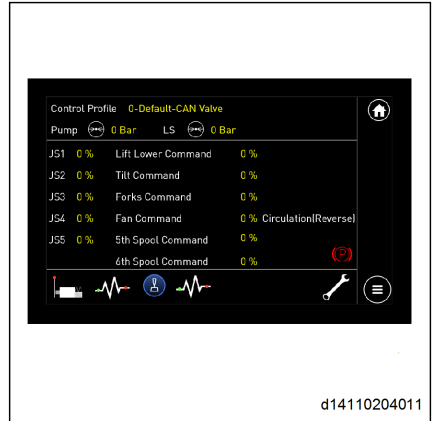 Control Profile 0-Default-CAN Valve
Pump 0 Bar LS 0 Bar
JS1 0 % Lift Lower Command 0 %
JS2 0 % Tilt Command 0 %
JS3 0 % Forks Command 0 %
JS4 0 % Fan Command 0 % Circulation(Reverse)
JS5 0 % 5th Spool Command 0 %
6th Spool Command 0 %
(P)
d14110204011